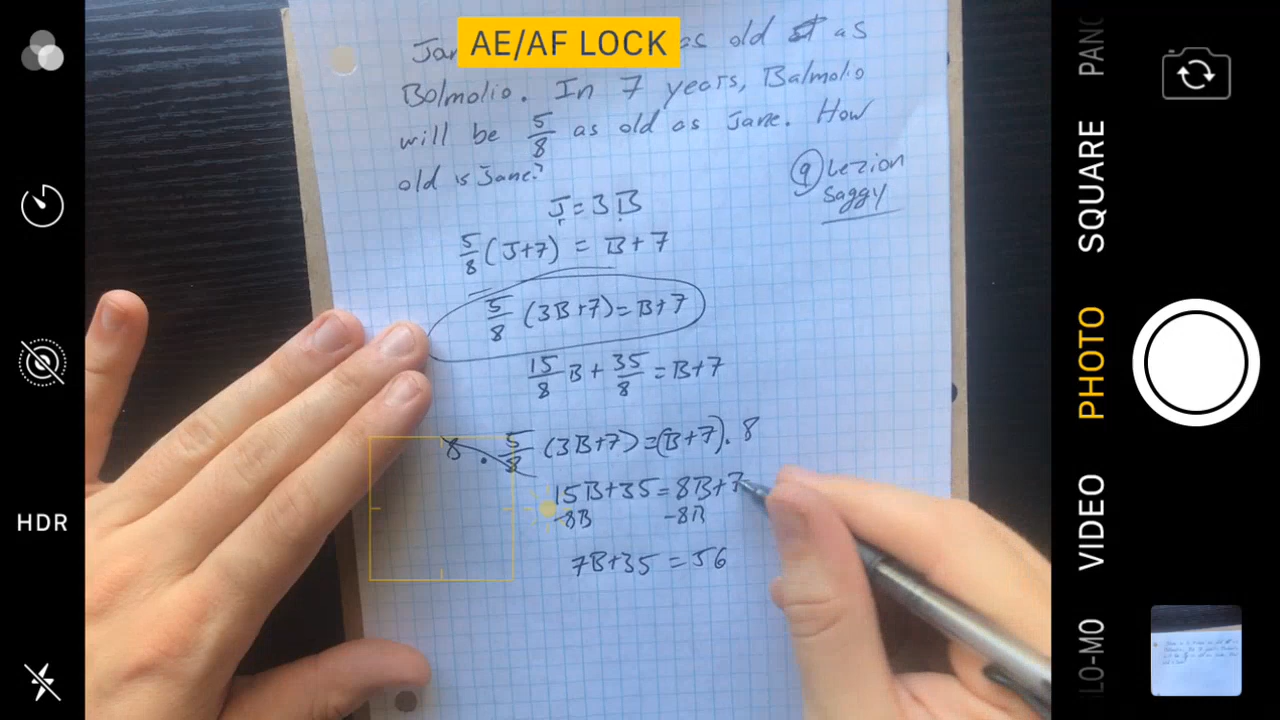 AE/AF LOCK
as old as
Bolmolio. In 7 years, Balmolio
will be 5/8 as old as Jane. How
old is Jane?
9 Lezion
Saggy
J=3B
5/8(J+7) = B+7
5/8(3B+7)=B+7
15/8B+35/8=B+7
8.5/8(3B+7)=(B+7).8
15B+35=8B+7
-8B -8B
7B+35=56
HDR
PANO
SQUARE
PHOTO
VIDEO
LO-MO